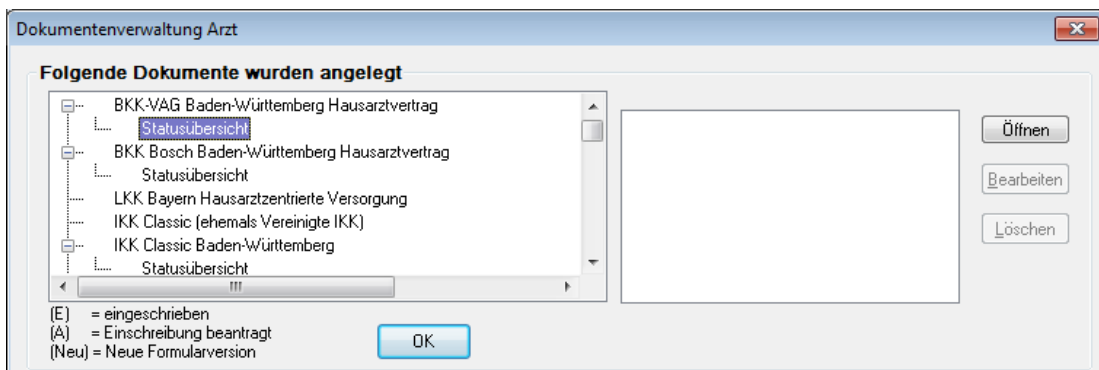 Dokumentenverwaltung Arzt
Folgende Dokumente wurden angelegt
BKK-VAG Baden-Württemberg Hausarztvertrag
Statusübersicht
BKK Bosch Baden-Württemberg Hausarztvertrag
Statusübersicht
LKK Bayern Hausarztzentrierte Versorgung
IKK Classic (ehemals Vereinigte IKK)
IKK Classic Baden-Württemberg
Statusübersicht
Öffnen
Bearbeiten
Löschen
(E) = eingeschrieben
(A) = Einschreibung beantragt
(Neu) = Neue Formularversion
OK